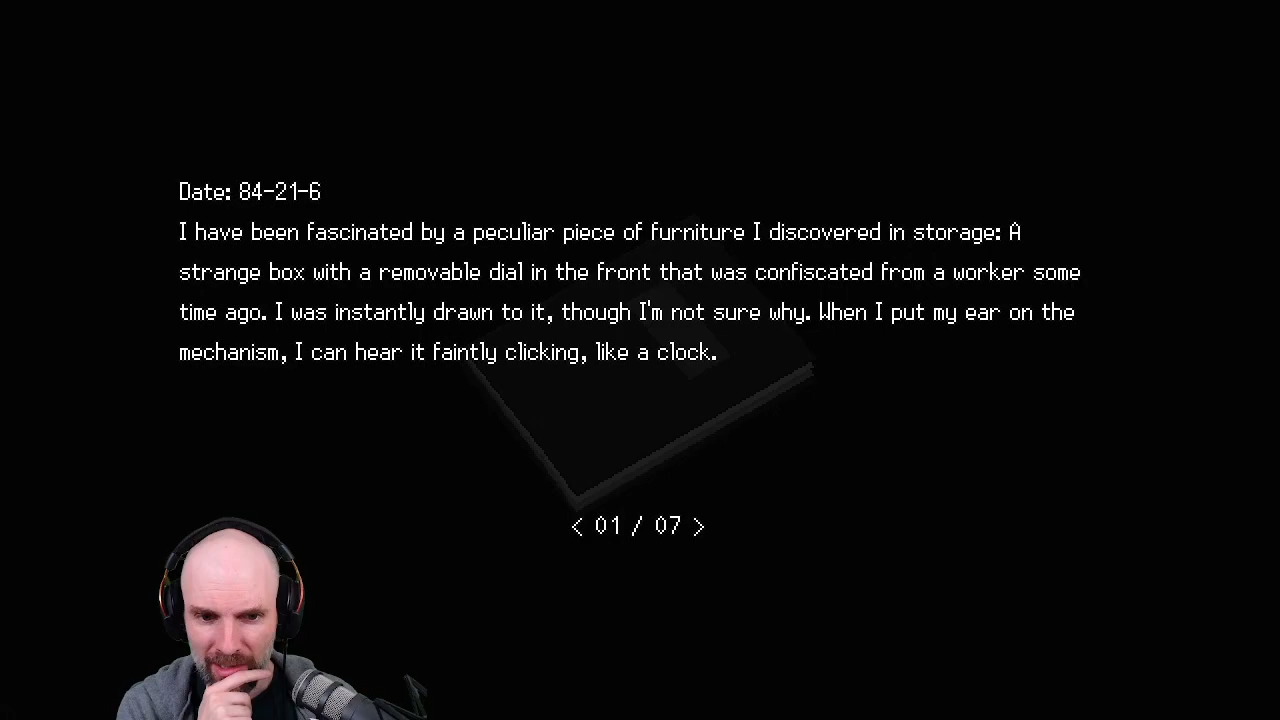 Date: 84-21-6
I have been fascinated by a peculiar piece of furniture I discovered in storage: A
strange box with a removable dial in the front that was confiscated from a worker some
time ago. I was instantly drawn to it, though I'm not sure why. When I put my ear on the
mechanism, I can hear it faintly clicking, like a clock.
< 01 / 07 >